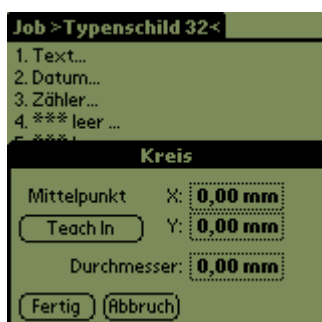 Job >Typenschild 32<
1. Text...
2. Datum...
3. Zähler...
4. *** leer ...
Kreis
Mittelpunkt X: 0,00 mm
Teach In Y: 0,00 mm
Durchmesser: 0,00 mm
Fertig Abbruch